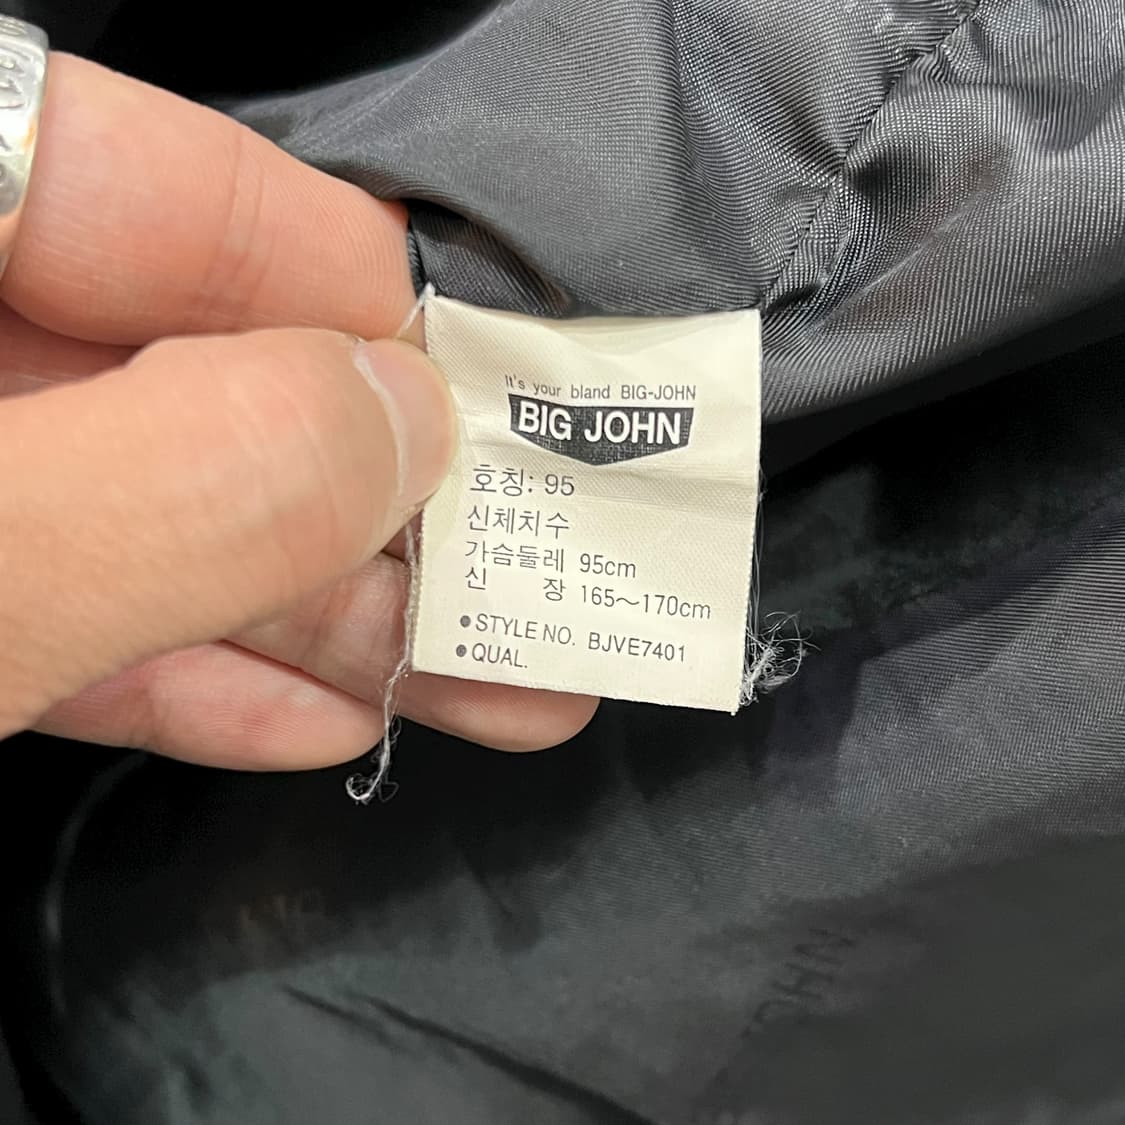 It's your bland BIG-JOHN
BIG JOHN
호칭: 95
신체치수
가슴둘레 95cm
신 장 165~170cm
●STYLE NO. BJVE7401
●QUAL.